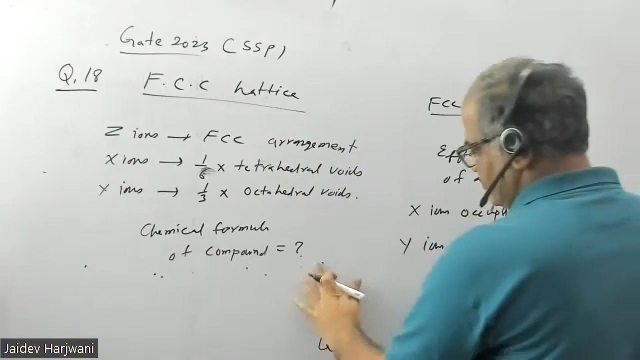 Gate 2023 (SSP)
Q.18 F.C.C Lattice
FCC
Z ions → FCC arrangement
X ions → 1/6 x tetrahedral voids
Y ions → 1/3 x octahedral voids.
Chemical formula
of compound = ?
of
X ion occup
Y ion
Jaidev Harjwani